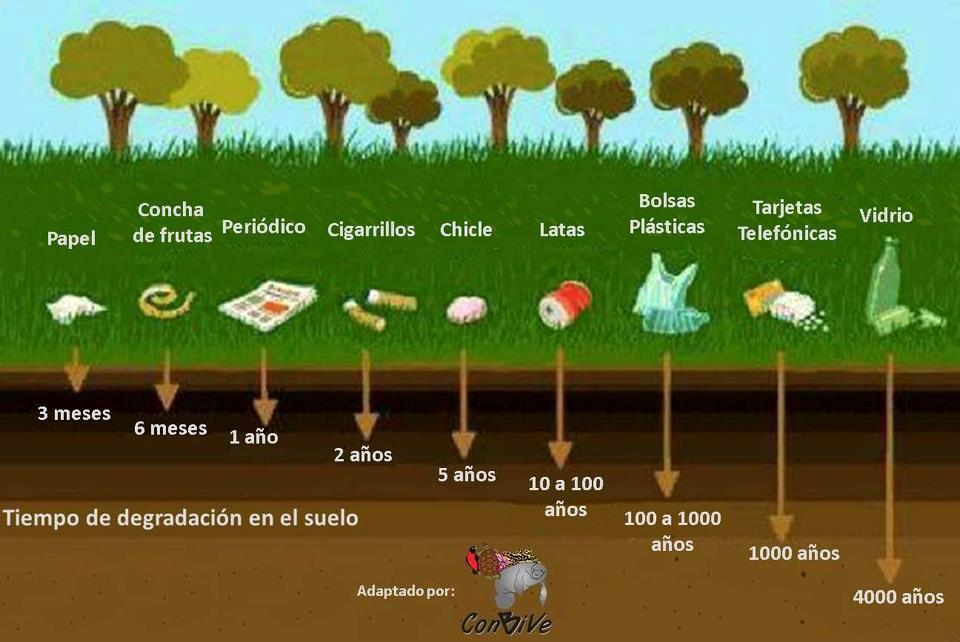 Papel
Concha
de frutas
Periódico
Cigarrillos
Chicle
Latas
Bolsas
Plásticas
Tarjetas
Telefónicas
Vidrio
3 meses
6 meses
1 año
2 años
5 años
10 a 100
años
100 a 1000
años
1000 años
4000 años
Tiempo de degradación en el suelo
Adaptado por:
ConBiVe